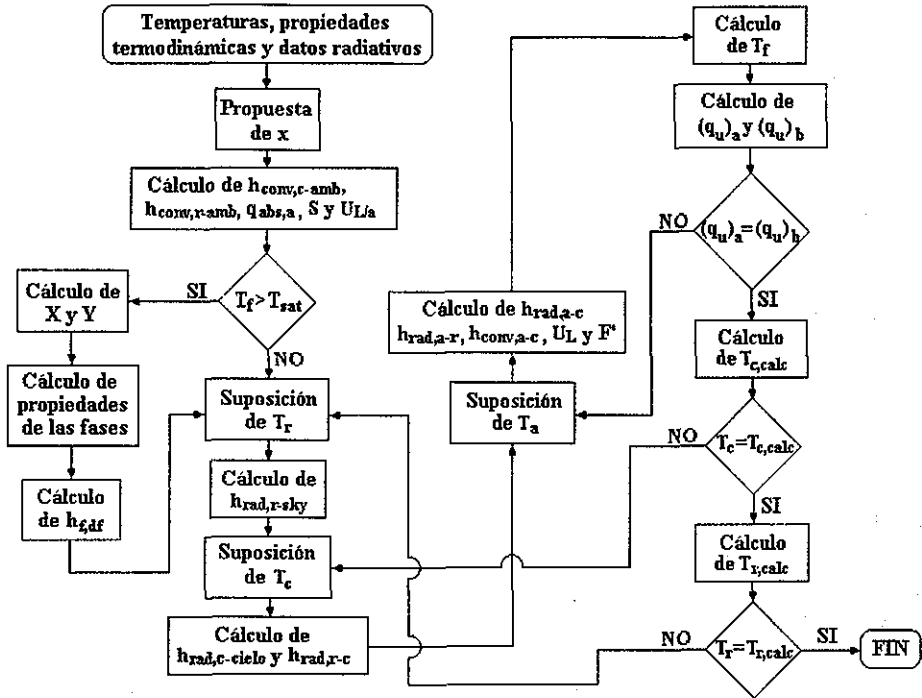 Temperaturas, propiedades
termodinámicas y datos radiativos
Propuesta
de x
Cálculo de h_conv,c-amb,
h_conv,r-amb, q_abs,a, S y U_L/a
T_f > T_sat
SI
NO
Cálculo de
X y Y
Cálculo de
propiedades
de las fases
Cálculo
de h_f,df
Suposición
de T_r
Cálculo de
h_rad,r-sky
Suposición
de T_c
Cálculo de
h_rad,c-cielo y h_rad,r-c
Suposición
de T_a
Cálculo de h_rad,a-c
h_rad,a-r, h_conv,a-c, U_L y F'
Cálculo
de T_f
Cálculo de
(q_u)_a y (q_u)_b
(q_u)_a=(q_u)_b
NO
SI
Cálculo
de T_c,calc
T_c=T_c,calc
NO
SI
Cálculo
de T_r,calc
T_r=T_r,calc
NO
SI
FIN